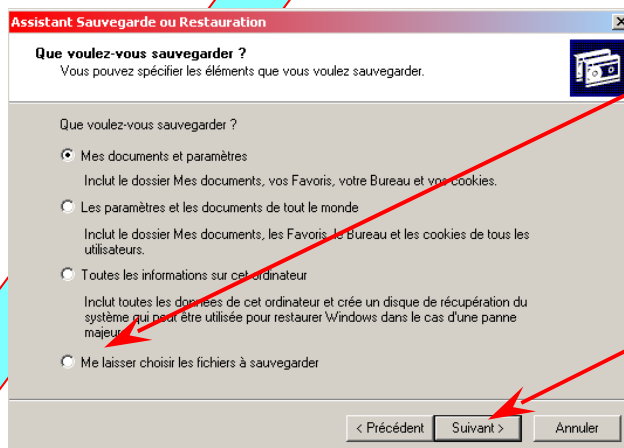 Assistant Sauvegarde ou Restauration
Que voulez-vous sauvegarder ?
Vous pouvez spécifier les éléments que vous voulez sauvegarder.
Que voulez-vous sauvegarder ?
Mes documents et paramètres
Inclut le dossier Mes documents, vos Favoris, votre Bureau et vos cookies.
Les paramètres et les documents de tout le monde
Inclut le dossier Mes documents, les Favoris, le Bureau et les cookies de tous les
utilisateurs.
Toutes les informations sur cet ordinateur
Inclut toutes les données de cet ordinateur et crée un disque de récupération du
système qui peut être utilisée pour restaurer Windows dans le cas d'une panne
majeure.
Me laisser choisir les fichiers à sauvegarder
< Précédent
Suivant >
Annuler